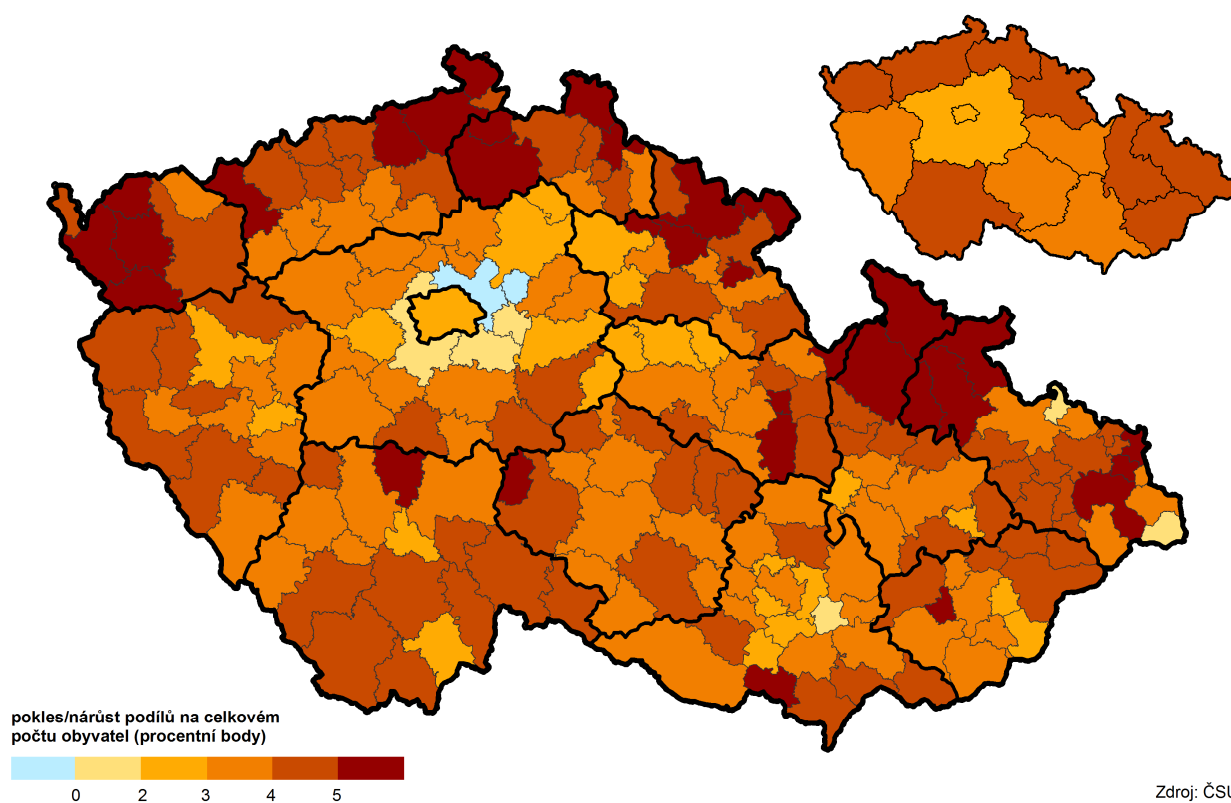 pokles/nárůst podílů na celkovém
počtu obyvatel (procentní body)
0 2 3 4 5
Zdroj: ČSÚ